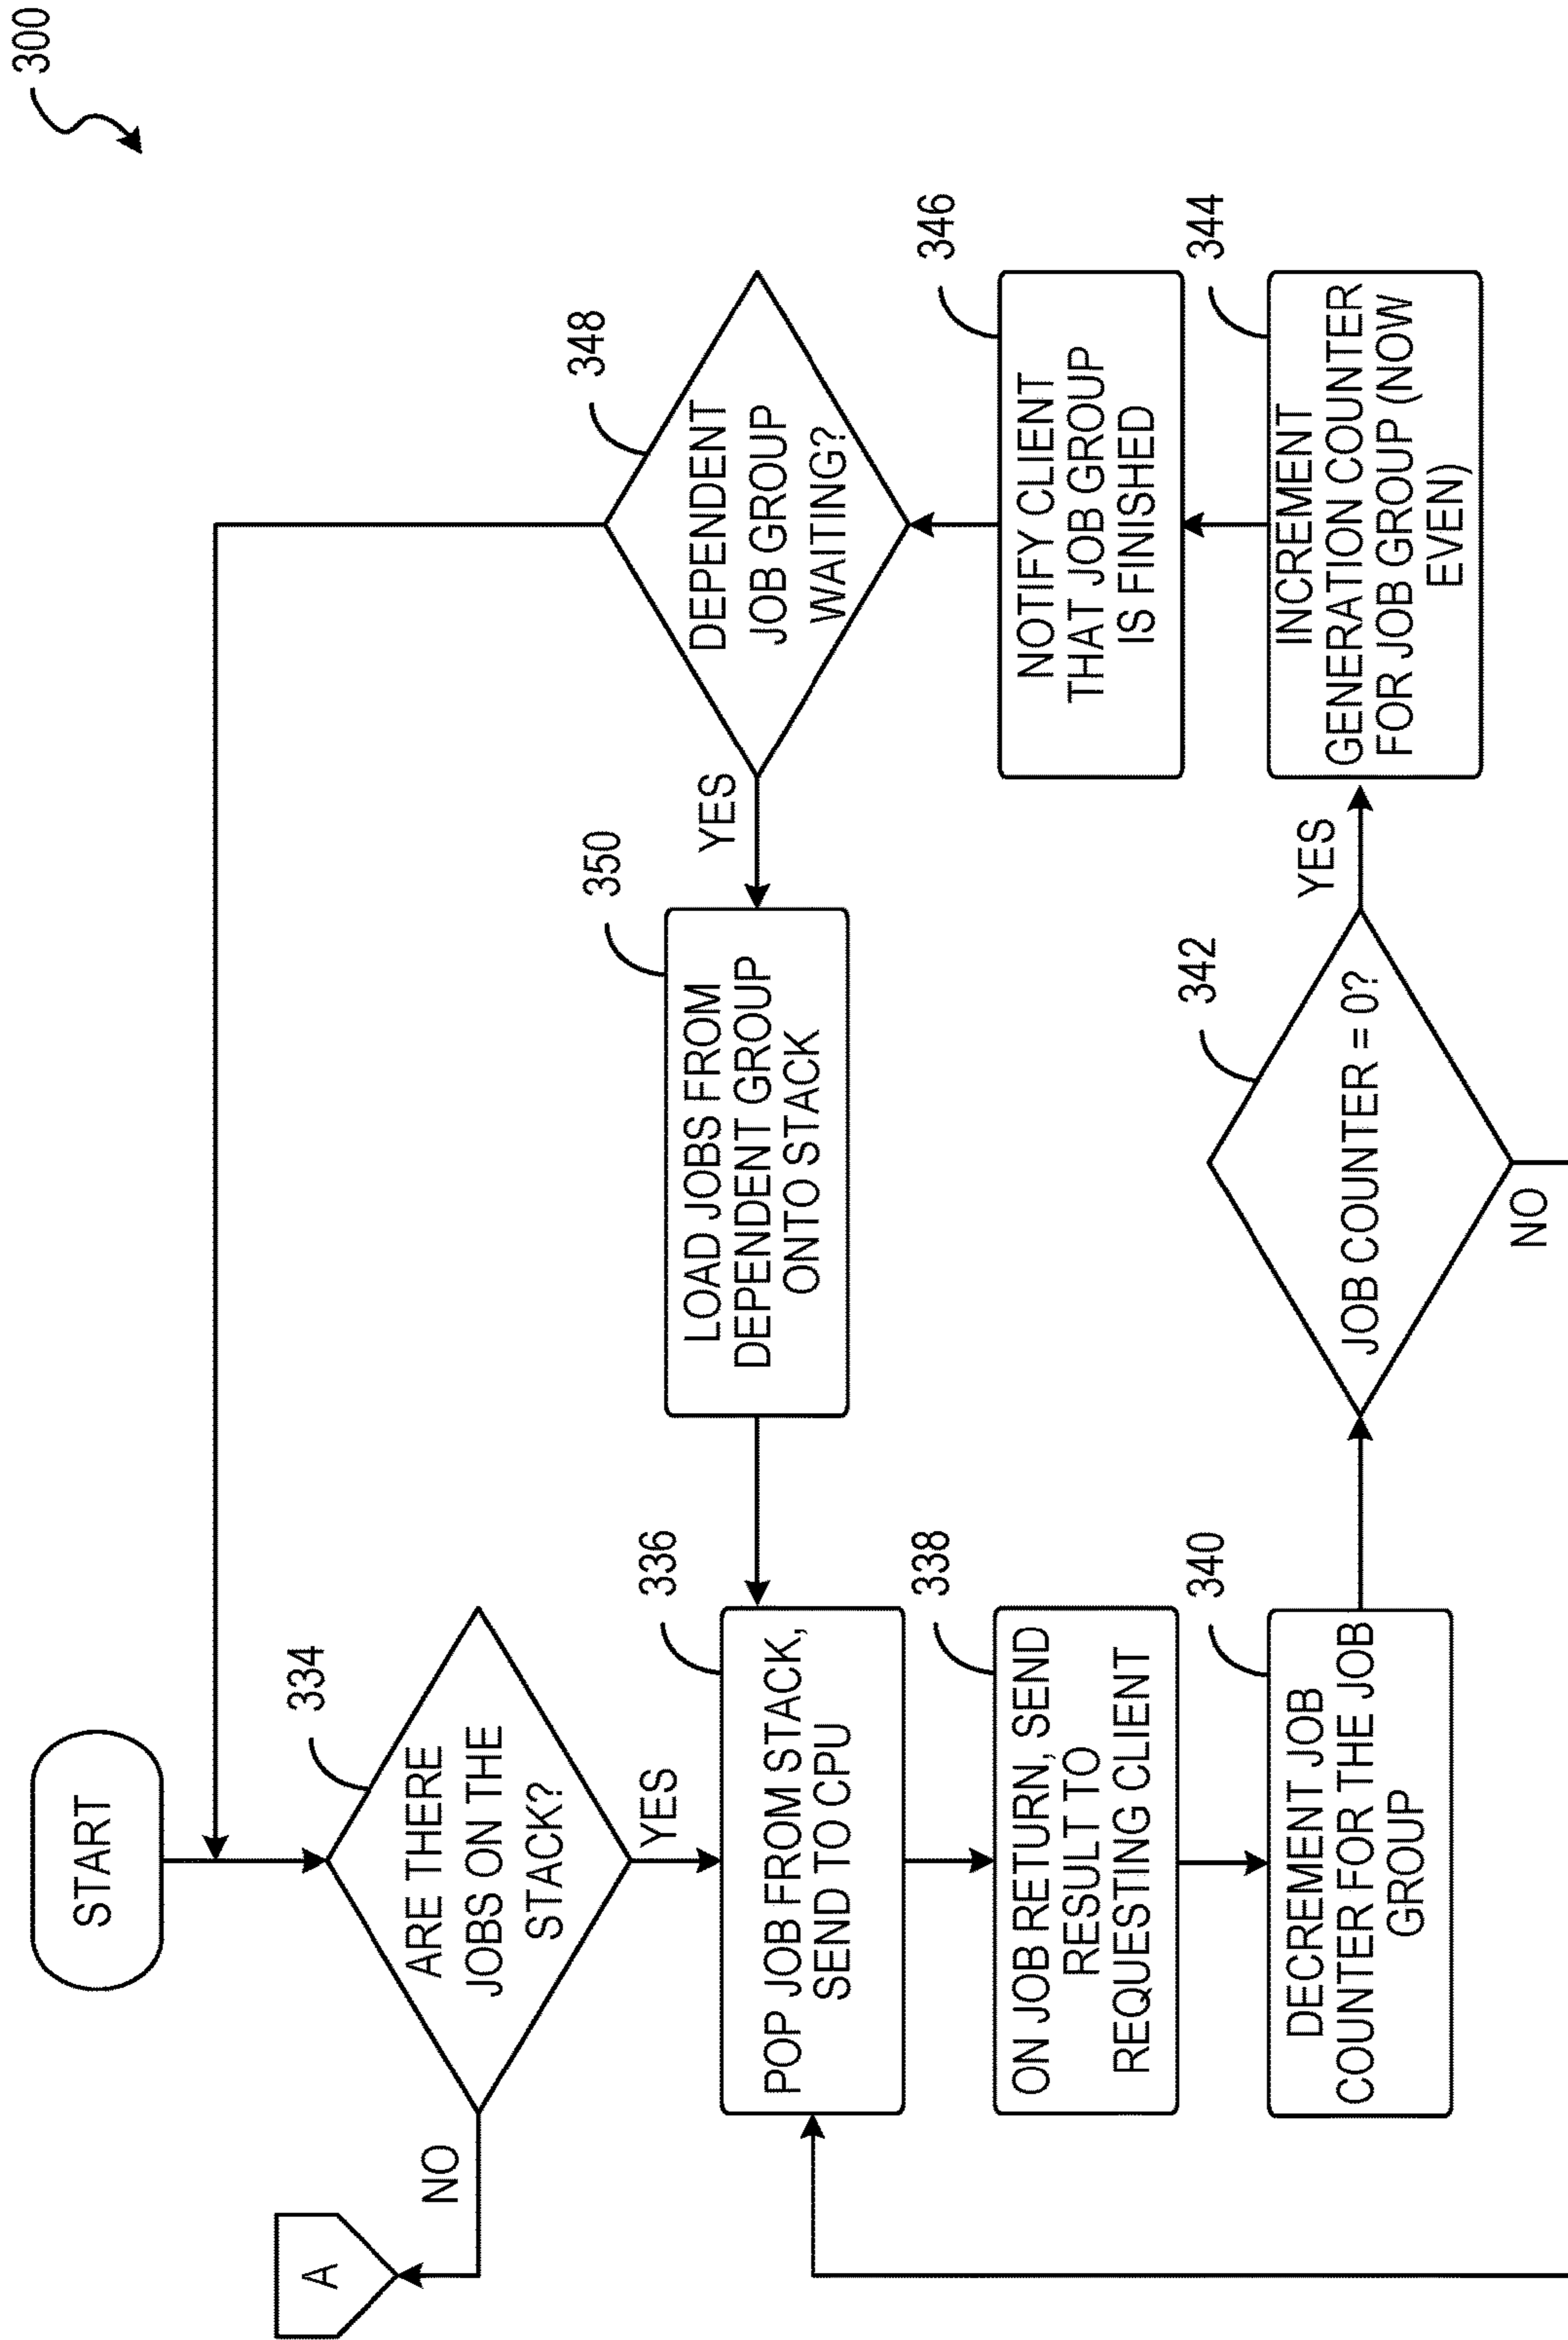 300
START
334
ARE THERE
JOBS ON THE
STACK?
NO
A
YES
336
POP JOB FROM STACK,
SEND TO CPU
338
ON JOB RETURN, SEND
RESULT TO
REQUESTING CLIENT
340
DECREMENT JOB
COUNTER FOR THE JOB
GROUP
342
JOB COUNTER = 0?
NO
YES
344
INCREMENT
GENERATION COUNTER
FOR JOB GROUP (NOW
EVEN)
346
NOTIFY CLIENT
THAT JOB GROUP
IS FINISHED
348
DEPENDENT
JOB GROUP
WAITING?
YES
350
LOAD JOBS FROM
DEPENDENT GROUP
ONTO STACK